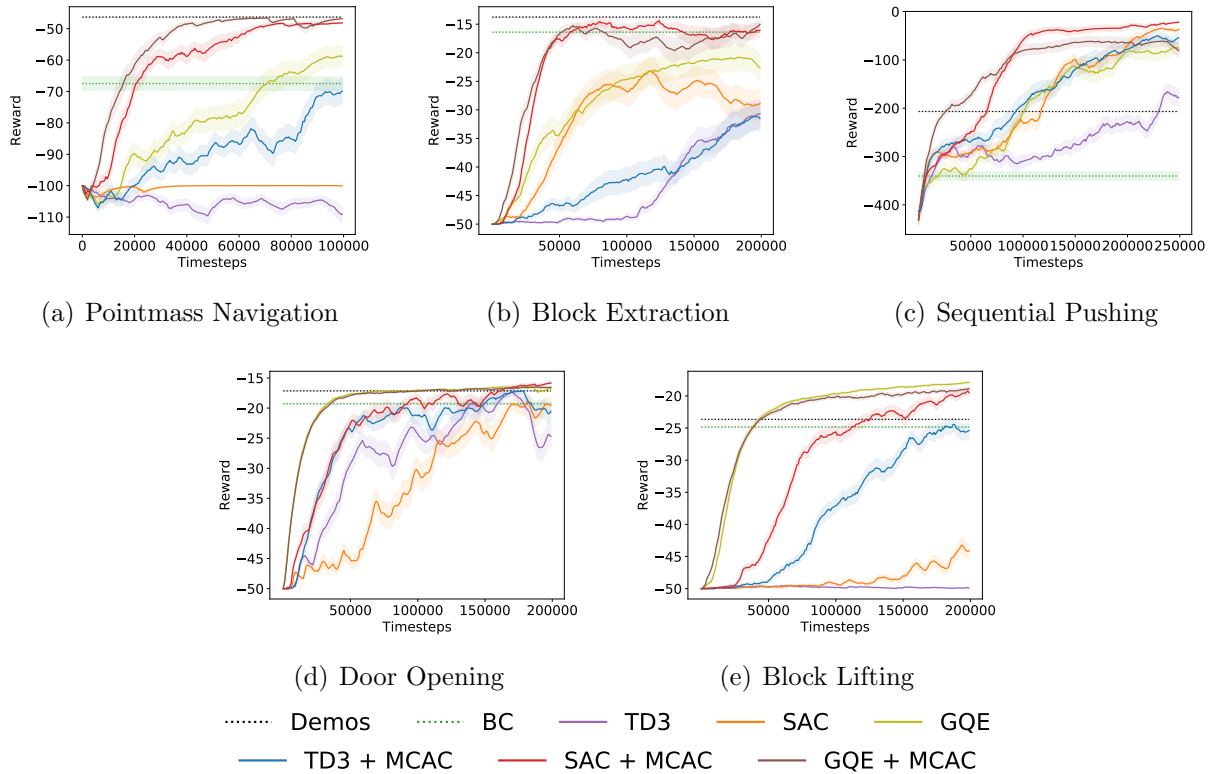 −50
−60
−70
−80
−90
−100
−110
Reward
0 20000 40000 60000 80000 100000
Timesteps
(a) Pointmass Navigation
−15
−20
−25
−30
−35
−40
−45
−50
Reward
50000 100000 150000 200000
Timesteps
(b) Block Extraction
0
−100
−200
−300
−400
Reward
50000 100000 150000 200000 250000
Timesteps
(c) Sequential Pushing
−15
−20
−25
−30
−35
−40
−45
−50
Reward
50000 100000 150000 200000
Timesteps
(d) Door Opening
−20
−25
−30
−35
−40
−45
−50
Reward
50000 100000 150000 200000
Timesteps
(e) Block Lifting
Demos BC TD3 SAC GQE
TD3 + MCAC SAC + MCAC GQE + MCAC